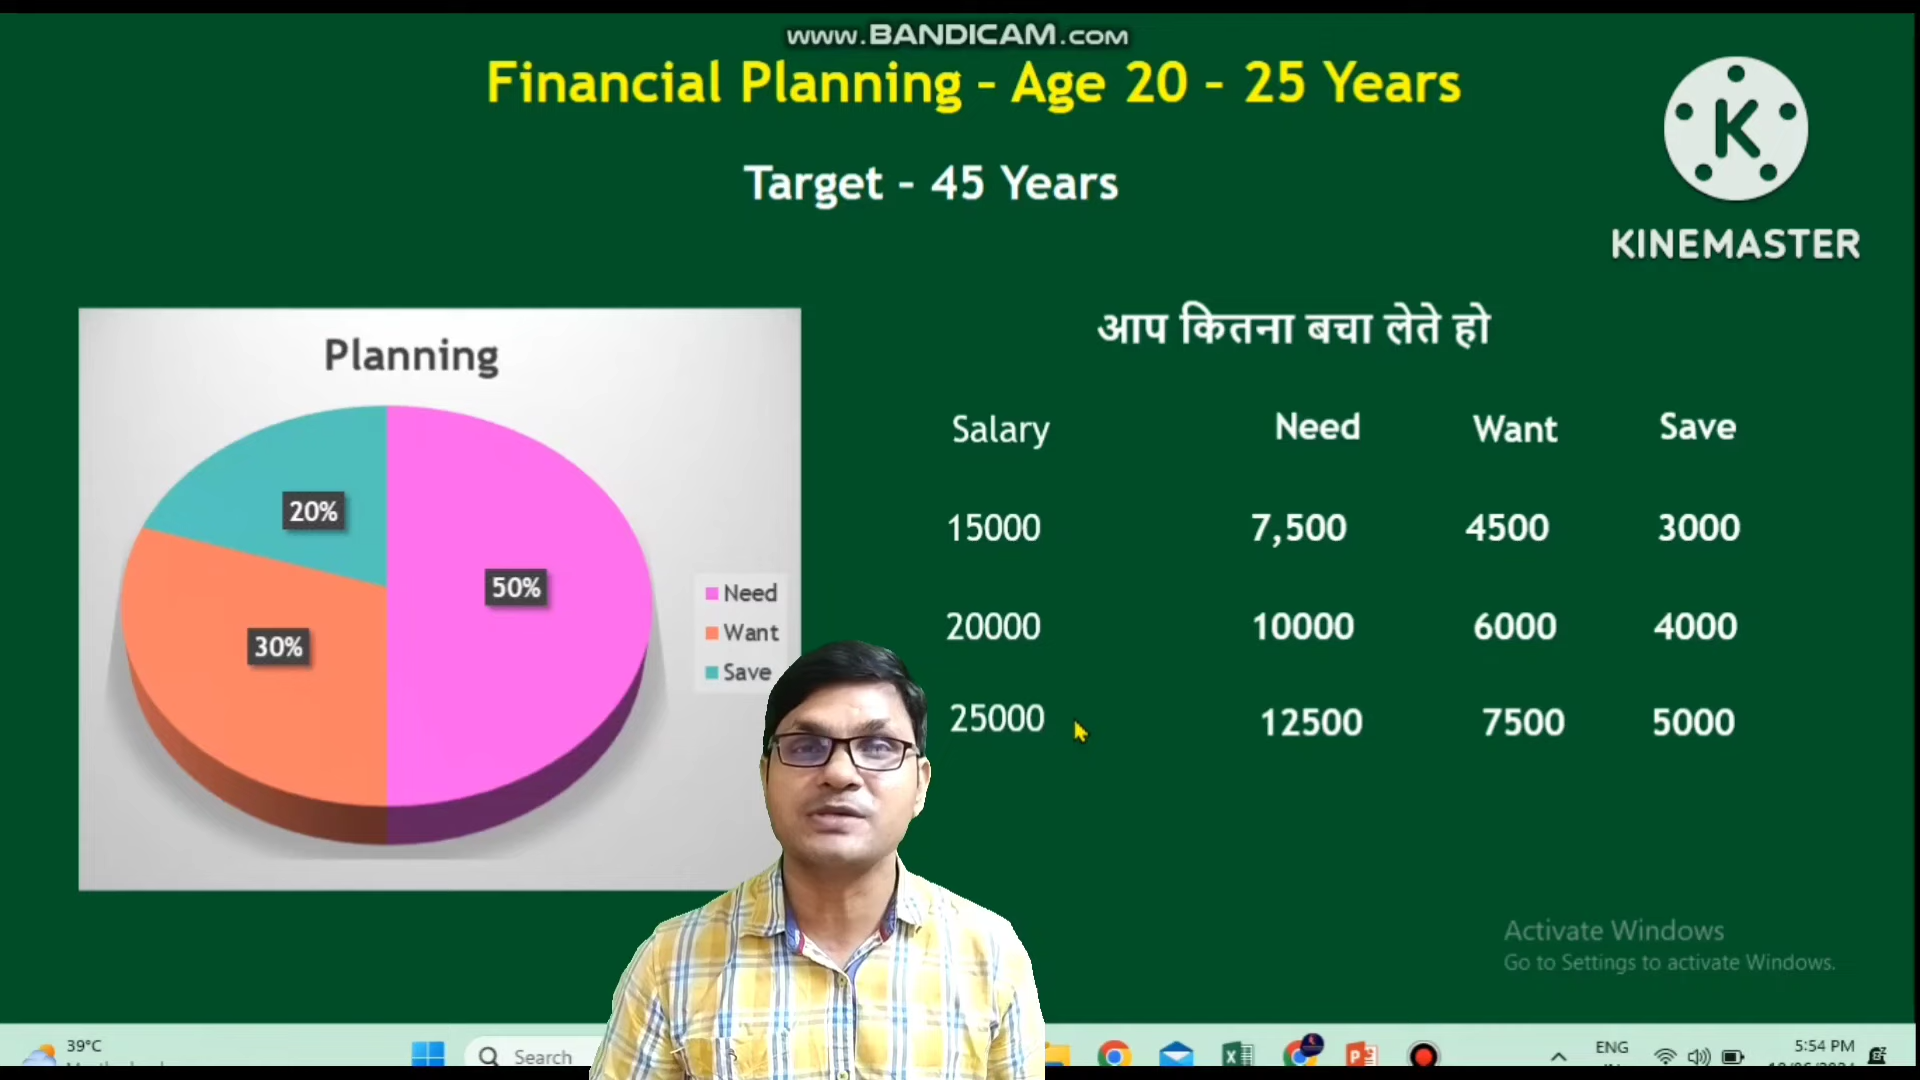 www.BANDICAM.com
Financial Planning - Age 20 - 25 Years
Target - 45 Years
K
KINEMASTER
Planning
20%
50%
30%
Need
Want
Save
आप कितना बचा लेते हो
Salary Need Want Save
15000 7,500 4500 3000
20000 10000 6000 4000
25000 12500 7500 5000
Activate Windows
Go to Settings to activate Windows.
39°C
Search
ENG
5:54 PM